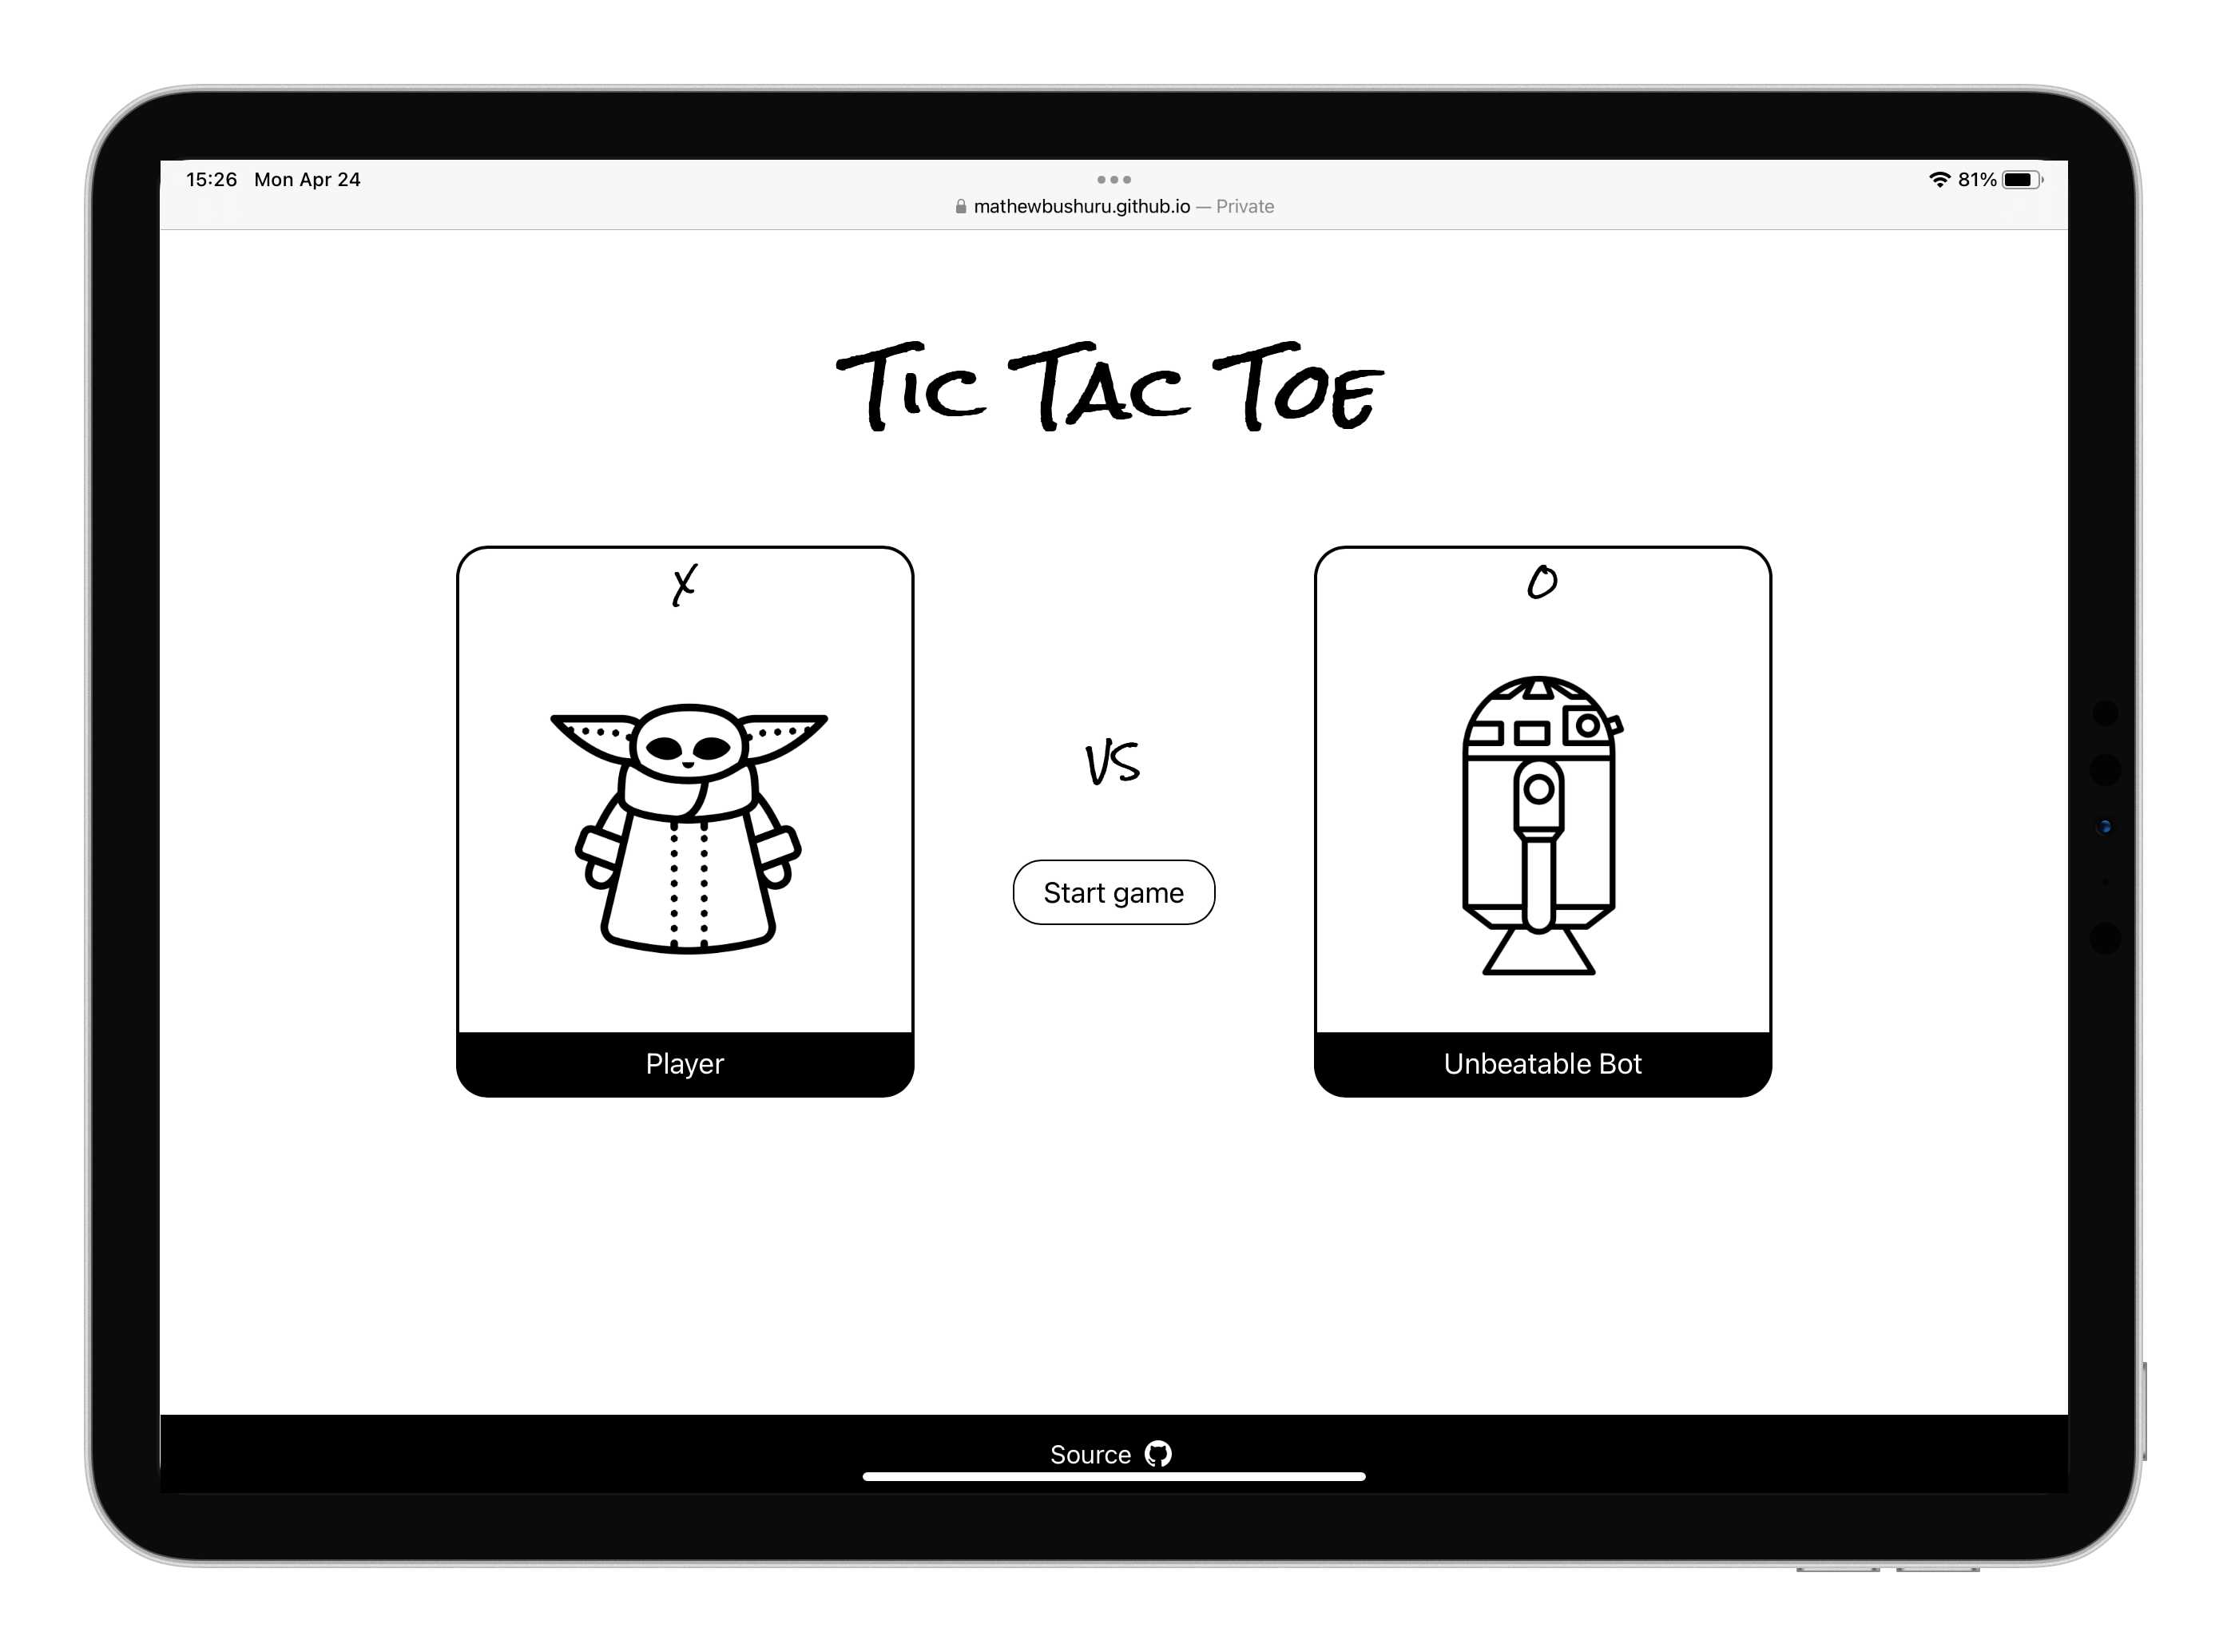 15:26 Mon Apr 24
81%
mathewbushuru.github.io — Private
Tic Tac Toe
X
O
VS
Start game
Player
Unbeatable Bot
Source